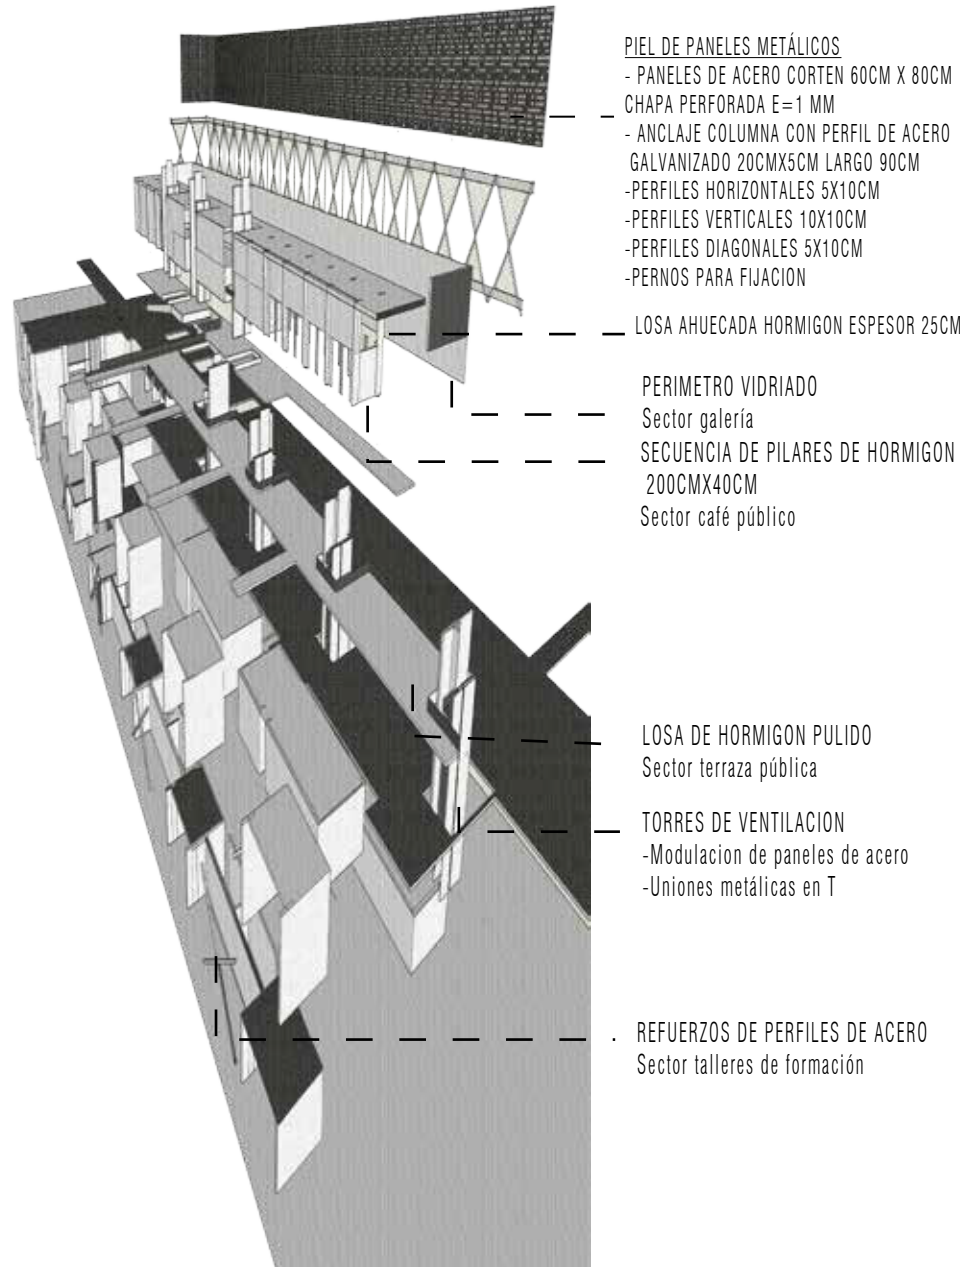 PIEL DE PANELES METÁLICOS
- PANELES DE ACERO CORTEN 60CM X 80CM
CHAPA PERFORADA E=1 MM
- ANCLAJE COLUMNA CON PERFIL DE ACERO
GALVANIZADO 20CMX5CM LARGO 90CM
-PERFILES HORIZONTALES 5X10CM
-PERFILES VERTICALES 10X10CM
-PERFILES DIAGONALES 5X10CM
-PERNOS PARA FIJACION
LOSA AHUECADA HORMIGON ESPESOR 25CM
PERIMETRO VIDRIADO
Sector galería
SECUENCIA DE PILARES DE HORMIGON
200CMX40CM
Sector café público
LOSA DE HORMIGON PULIDO
Sector terraza pública
TORRES DE VENTILACION
-Modulacion de paneles de acero
-Uniones metálicas en T
REFUERZOS DE PERFILES DE ACERO
Sector talleres de formación